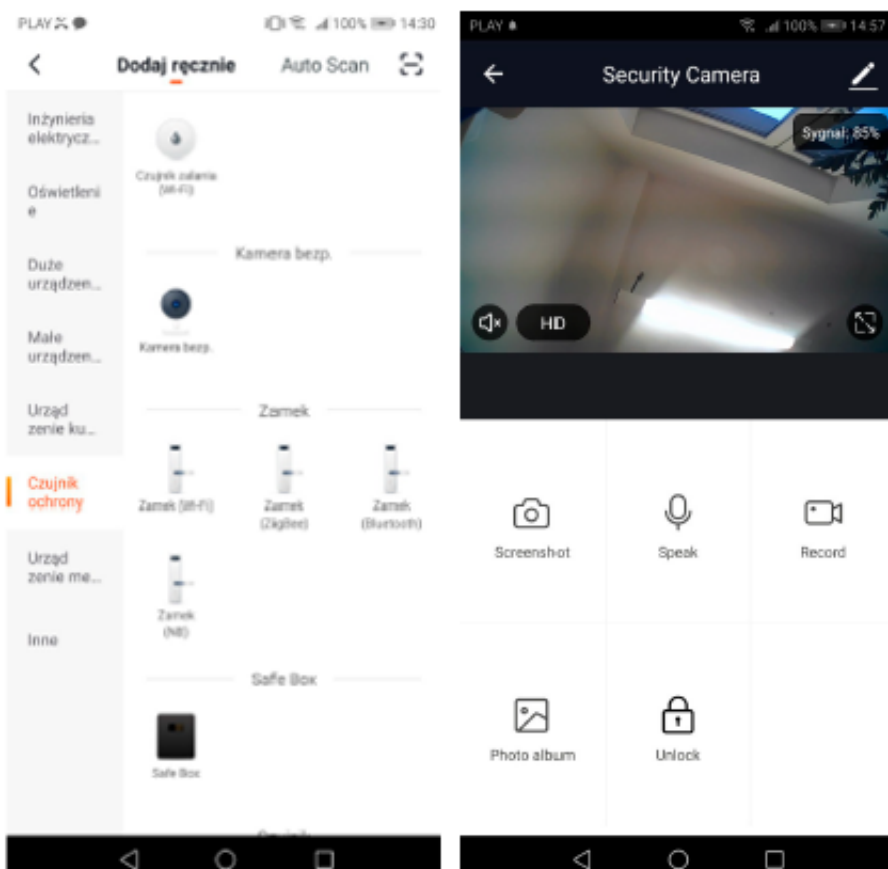 PLAY
100%
14:30
Dodaj ręcznie
Auto Scan
Inżynieria
elektrycz...
Oświetleni
e
Duże
urządzen...
Małe
urządzen...
Urząd
zenie ku...
Czujnik
ochrony
Urząd
zenie me...
Inne
Czujnik zalania
(Wi-Fi)
Kamera bezp.
Kamera bezp.
Zamek
Zamek (Wi-Fi)
Zamek
(ZigBee)
Zamek
(Bluetooth)
Zamek
(NB)
Safe Box
Safe Box
PLAY
100%
14:57
Security Camera
Sygnał: 85%
HD
Screenshot
Speak
Record
Photo album
Unlock